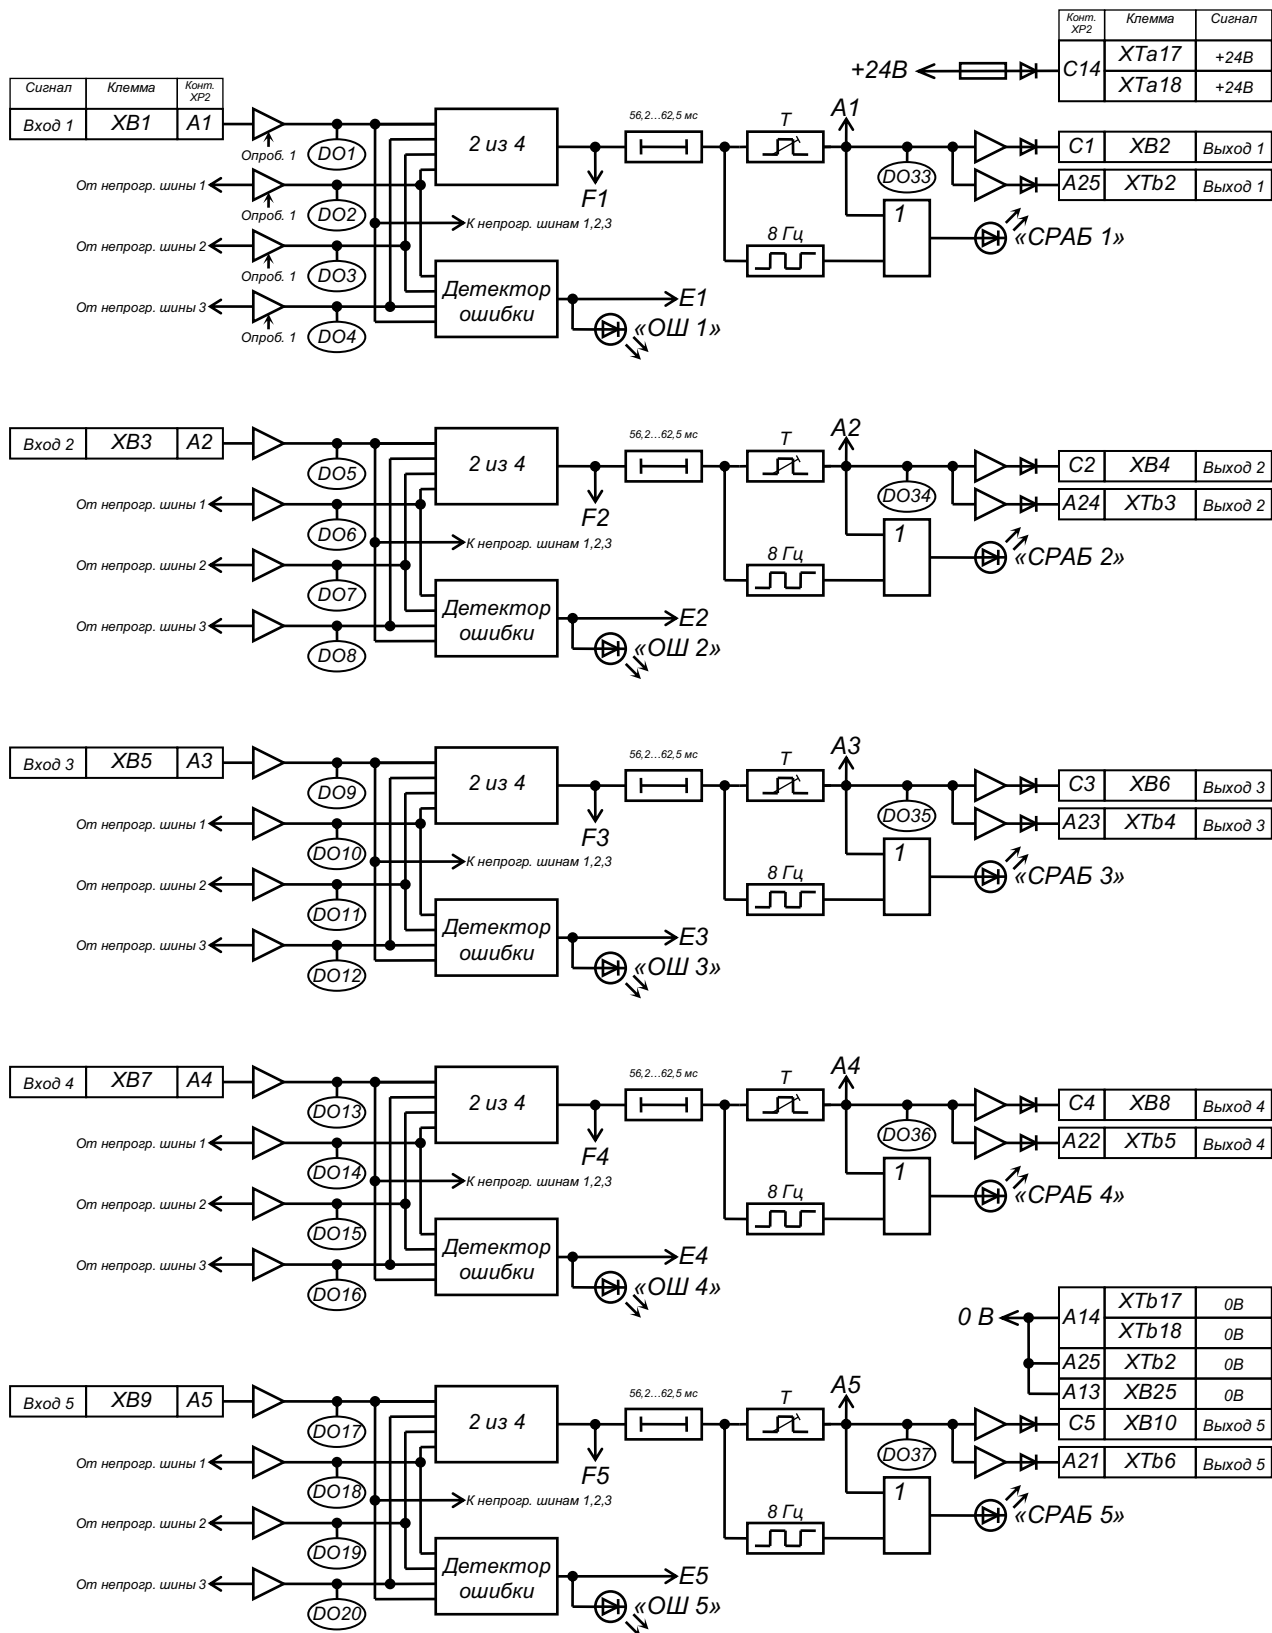 Конт. ХР2 Клемма Сигнал
+24В С14 XTa17 +24В
XTa18 +24В
Сигнал Клемма Конт. ХР2
Вход 1 XB1 A1
Опроб. 1
DO1
2 из 4
F1
56,2...62,5 мс
T
A1
DO33
C1 XB2 Выход 1
A25 XTb2 Выход 1
От непрогр. шины 1
Опроб. 1
DO2
К непрогр. шинам 1,2,3
8 Гц
1
«СРАБ 1»
От непрогр. шины 2
Опроб. 1
DO3
Детектор
ошибки
E1
«ОШ 1»
От непрогр. шины 3
Опроб. 1
DO4
Вход 2 XB3 A2
DO5
2 из 4
F2
56,2...62,5 мс
T
A2
DO34
C2 XB4 Выход 2
A24 XTb3 Выход 2
От непрогр. шины 1
DO6
К непрогр. шинам 1,2,3
8 Гц
1
«СРАБ 2»
От непрогр. шины 2
DO7
Детектор
ошибки
E2
«ОШ 2»
От непрогр. шины 3
DO8
Вход 3 XB5 A3
DO9
2 из 4
F3
56,2...62,5 мс
T
A3
DO35
C3 XB6 Выход 3
A23 XTb4 Выход 3
От непрогр. шины 1
DO10
К непрогр. шинам 1,2,3
8 Гц
1
«СРАБ 3»
От непрогр. шины 2
DO11
Детектор
ошибки
E3
«ОШ 3»
От непрогр. шины 3
DO12
Вход 4 XB7 A4
DO13
2 из 4
F4
56,2...62,5 мс
T
A4
DO36
C4 XB8 Выход 4
A22 XTb5 Выход 4
От непрогр. шины 1
DO14
К непрогр. шинам 1,2,3
8 Гц
1
«СРАБ 4»
От непрогр. шины 2
DO15
Детектор
ошибки
E4
«ОШ 4»
От непрогр. шины 3
DO16
0 В A14 XTb17 0В
XTb18 0В
A25 XTb2 0В
A13 XB25 0В
Вход 5 XB9 A5
DO17
2 из 4
F5
56,2...62,5 мс
T
A5
DO37
C5 XB10 Выход 5
A21 XTb6 Выход 5
От непрогр. шины 1
DO18
К непрогр. шинам 1,2,3
8 Гц
1
«СРАБ 5»
От непрогр. шины 2
DO19
Детектор
ошибки
E5
«ОШ 5»
От непрогр. шины 3
DO20